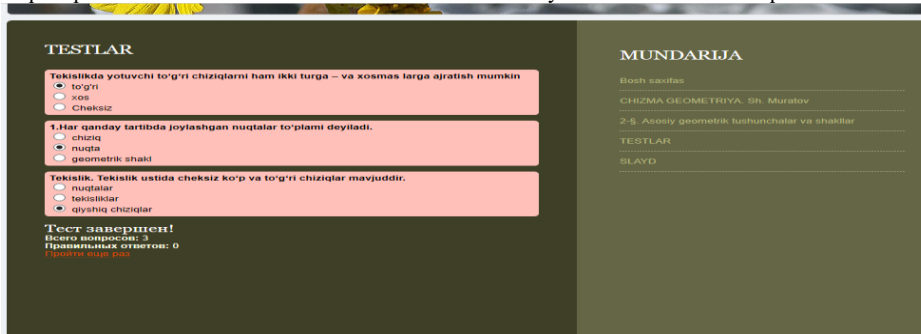 TESTLAR
Tekislikda yotuvchi to'g'ri chiziqlarni ham ikki turga – va xosmas larga ajratish mumkin
to'g'ri
xos
Cheksiz
1.Har qanday tartibda joylashgan nuqtalar to'plami deyiladi.
chiziq
nuqta
geometrik shakl
Tekislik. Tekislik ustida cheksiz ko'p va to'g'ri chiziqlar mavjuddir.
nuqtalar
tekisliklar
qiyshiq chiziqlar
Тест завершен!
Всего вопросов: 3
Правильных ответов: 0
Пройти еще раз
MUNDARIJA
Bosh saxifas
CHIZMA GEOMETRIYA. Sh. Muratov
2-§. Asosiy geometrik tushunchalar va shakllar
TESTLAR
SLAYD